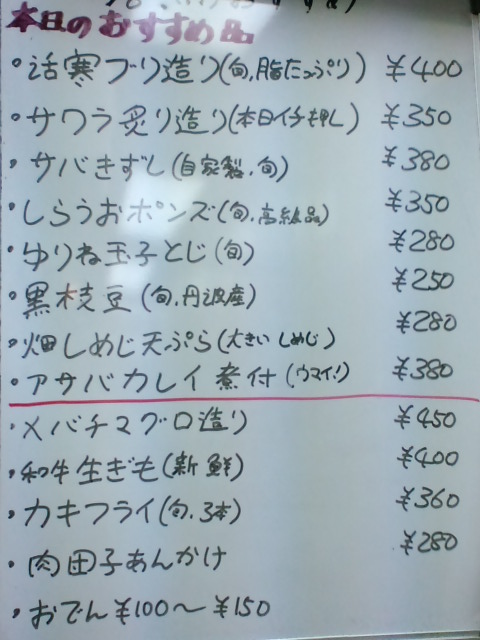 本日のおすすめ品
・活寒ブリ造り(旬,脂たっぷり) ¥400
・サワラ炙り造り(本日イチ押し) ¥350
・サバきずし(自家製,旬) ¥380
・しらうおポンズ(旬,高級品) ¥350
・ゆりね玉子とじ(旬) ¥280
・黒枝豆(旬,丹波産) ¥250
・畑しめじ天ぷら(大きいしめじ) ¥280
・アサバカレイ煮付(ウマイ!) ¥380
・メバチマグロ造り ¥450
・和牛生ぎも(新鮮) ¥400
・カキフライ(旬,3本) ¥360
・肉団子あんかけ ¥280
・おでん¥100〜¥150